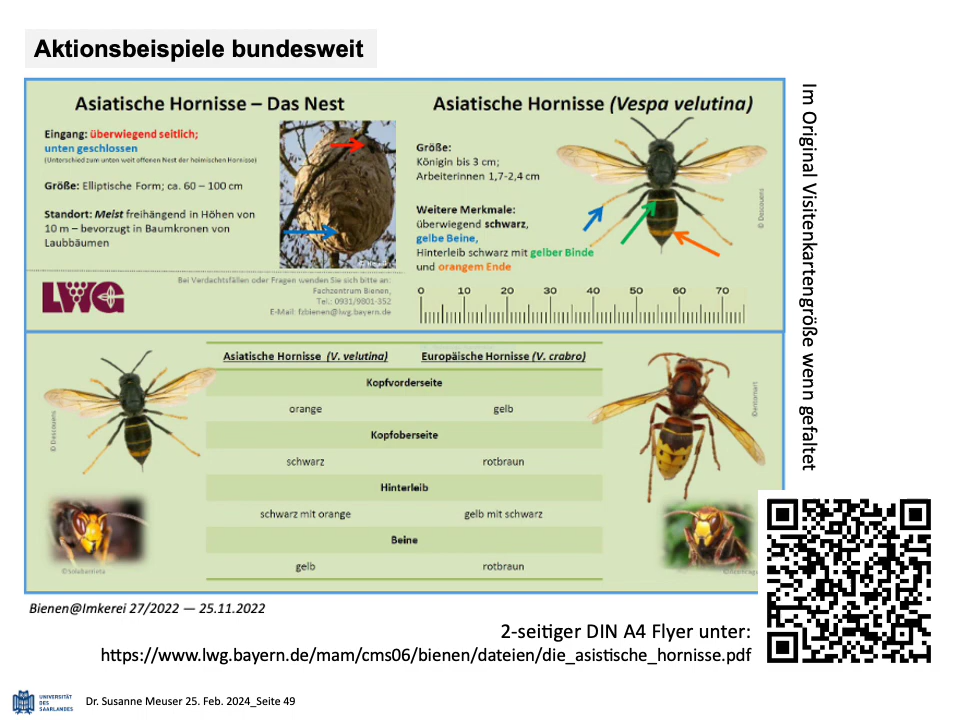 Aktionsbeispiele bundesweit
Asiatische Hornisse – Das Nest
Eingang: überwiegend seitlich;
unten geschlossen
(Unterschied zum unten weit offenen Nest der heimischen Hornisse)
Größe: Elliptische Form; ca. 60 – 100 cm
Standort: Meist freihängend in Höhen von
10 m – bevorzugt in Baumkronen von
Laubbäumen
LWG
Bei Verdachtsfällen oder Fragen wenden Sie sich bitte an:
Fachzentrum Bienen,
Tel.: 0931/9801-352
E-Mail: fzbienen@lwg.bayern.de
Asiatische Hornisse (Vespa velutina)
Größe:
Königin bis 3 cm;
Arbeiterinnen 1,7-2,4 cm
Weitere Merkmale:
überwiegend schwarz,
gelbe Beine,
Hinterleib schwarz mit gelber Binde
und orangem Ende
© Descouens
0 10 20 30 40 50 60 70
Im Original Visitenkartengröße wenn gefaltet
Asiatische Hornisse (V. velutina) Europäische Hornisse (V. crabro)
Kopfvorderseite
orange gelb
Kopfoberseite
schwarz rotbraun
Hinterleib
schwarz mit orange gelb mit schwarz
Beine
gelb rotbraun
© Descouens
Bienen@Imkerei 27/2022 — 25.11.2022
2-seitiger DIN A4 Flyer unter:
https://www.lwg.bayern.de/mam/cms06/bienen/dateien/die_asistische_hornisse.pdf
UNIVERSITÄT
DES
SAARLANDES
Dr. Susanne Meuser 25. Feb. 2024_Seite 49